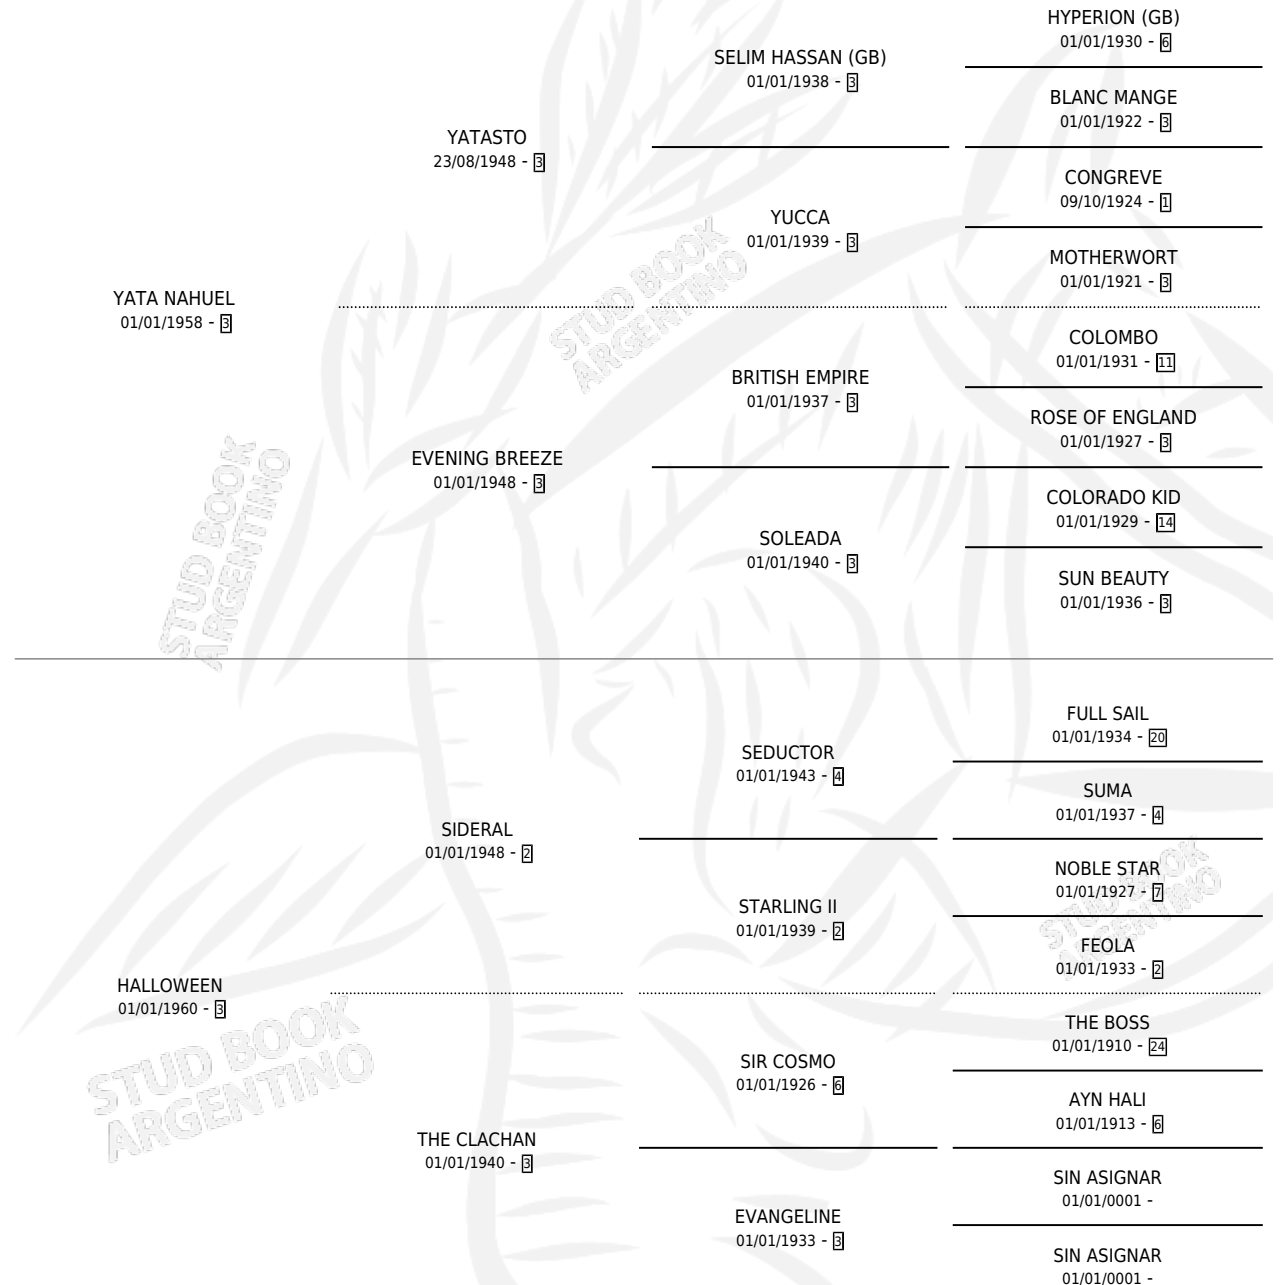 HYPERION (GB)
01/01/1930 - 6
SELIM HASSAN (GB)
01/01/1938 - 3
BLANC MANGE
01/01/1922 - 3
YATASTO
23/08/1948 - 3
CONGREVE
09/10/1924 - 1
YUCCA
01/01/1939 - 3
MOTHERWORT
01/01/1921 - 3
YATA NAHUEL
01/01/1958 - 3
COLOMBO
01/01/1931 - 11
BRITISH EMPIRE
01/01/1937 - 3
ROSE OF ENGLAND
01/01/1927 - 3
EVENING BREEZE
01/01/1948 - 3
COLORADO KID
01/01/1929 - 14
SOLEADA
01/01/1940 - 3
SUN BEAUTY
01/01/1936 - 3
FULL SAIL
01/01/1934 - 20
SEDUCTOR
01/01/1943 - 4
SUMA
01/01/1937 - 4
SIDERAL
01/01/1948 - 2
NOBLE STAR
01/01/1927 - 7
STARLING II
01/01/1939 - 2
FEOLA
01/01/1933 - 2
HALLOWEEN
01/01/1960 - 3
THE BOSS
01/01/1910 - 24
SIR COSMO
01/01/1926 - 6
AYN HALI
01/01/1913 - 6
THE CLACHAN
01/01/1940 - 3
SIN ASIGNAR
01/01/0001 -
EVANGELINE
01/01/1933 - 3
SIN ASIGNAR
01/01/0001 -
STUD BOOK
ARGENTINO
STUD BOOK
ARGENTINO
STUD BOOK
ARGENTINO
STUD BOOK
ARGENTINO